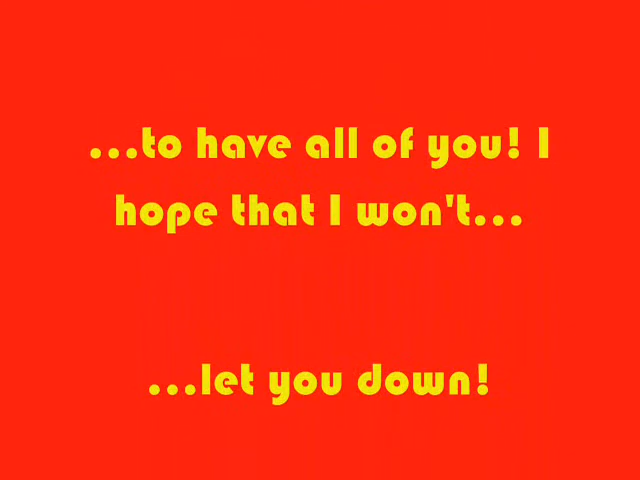 ...to have all of you! I
hope that I won't...
...let you down!